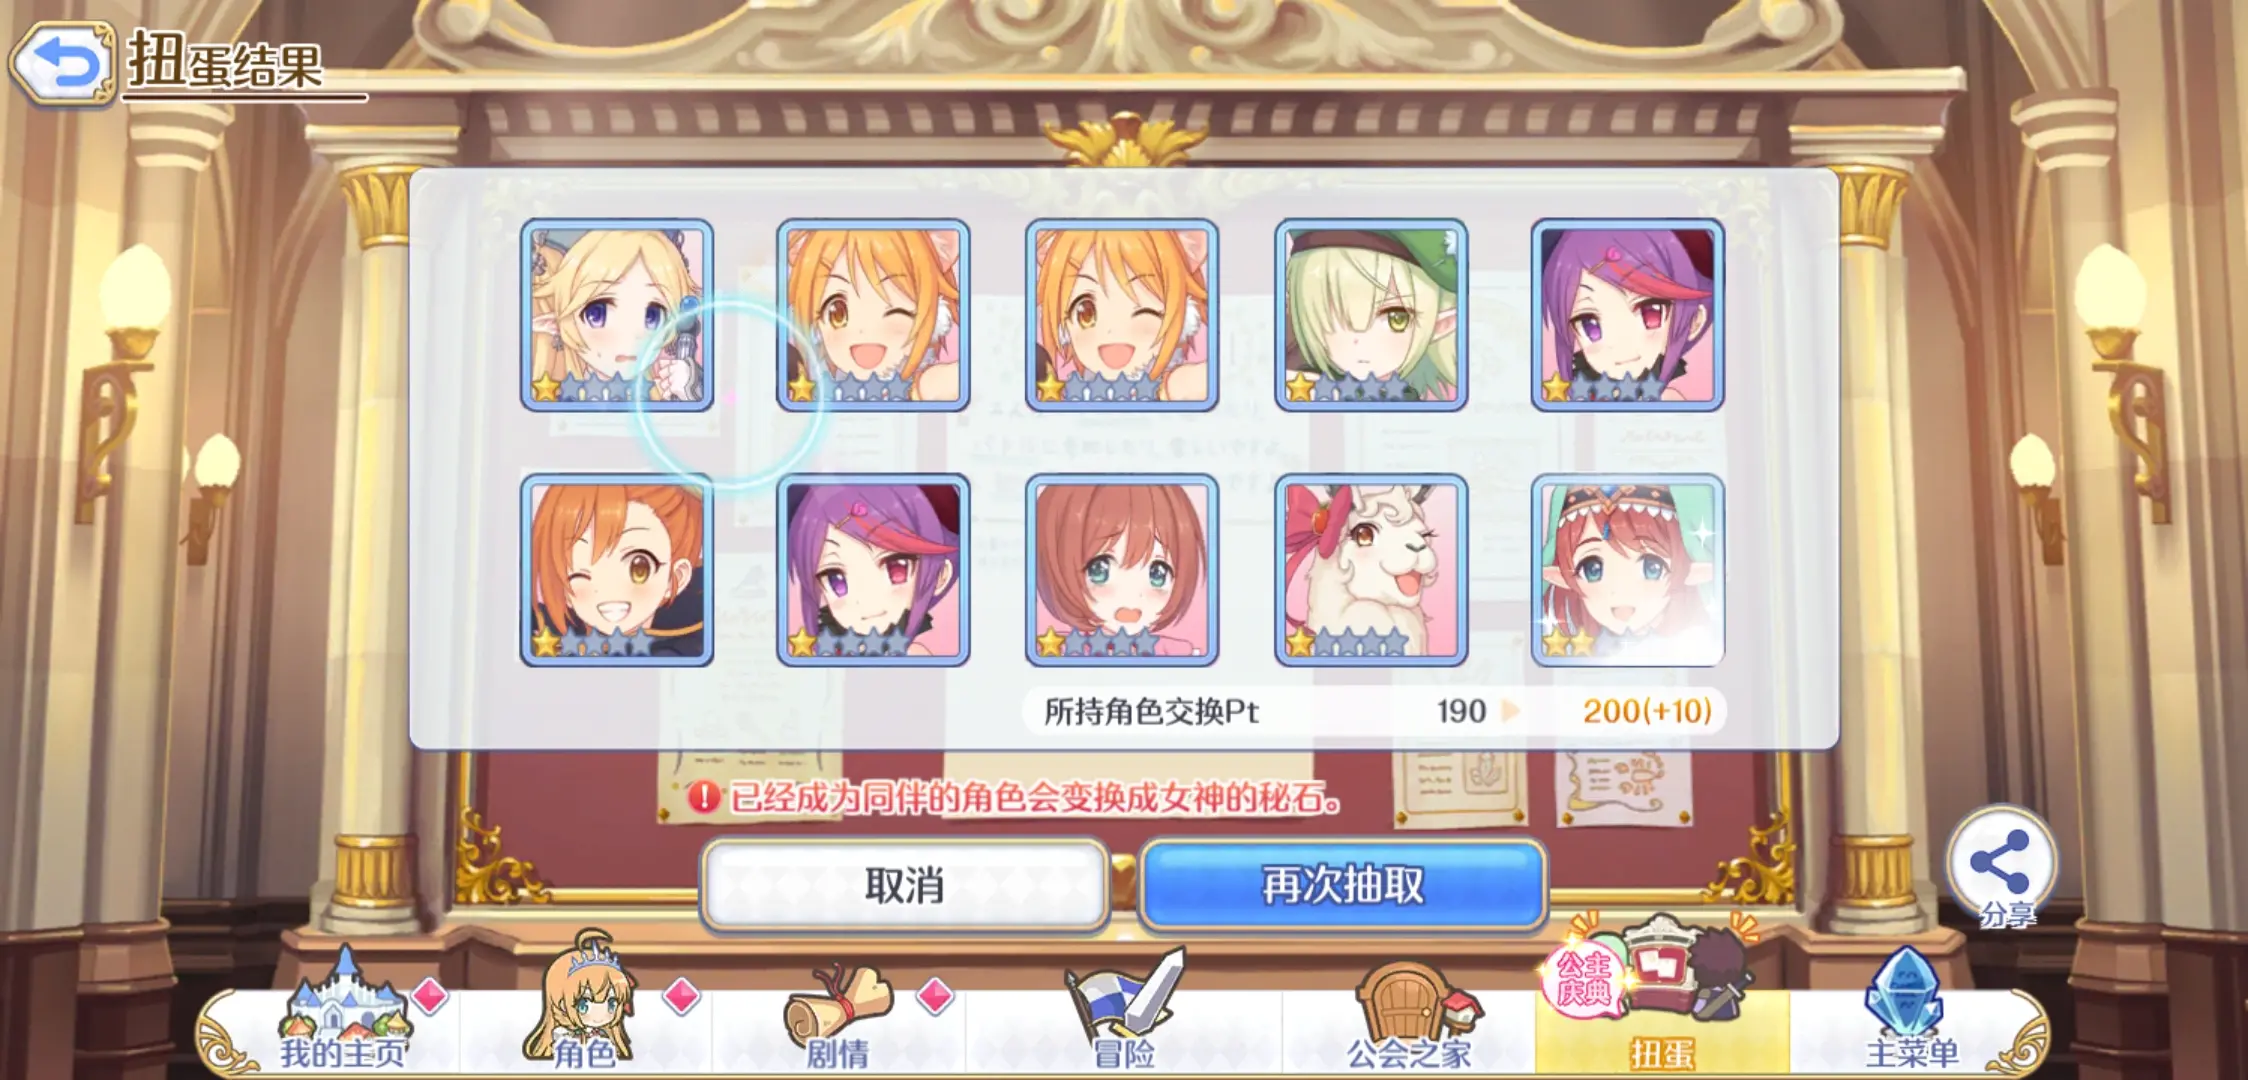 扭蛋结果
所持角色交换Pt 190 200(+10)
已经成为同伴的角色会变换成女神的秘石。
取消
再次抽取
分享
公主
庆典
我的主页
角色
剧情
冒险
公会之家
扭蛋
主菜单